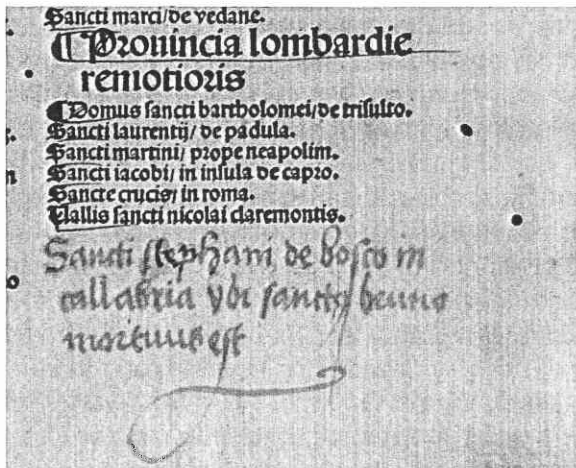 Sancti marci/ de vedane.
¶ Prouincia lombardie
remotioris
¶ Domus sancti bartholomei/ de trisulto.
Sancti laurentij/ de padula.
Sancti martini/ prope neapolim.
Sancti iacobi/ in insula de capro.
Sancte crucis/ in roma.
Vallis sancti nicolai claremontis.
Sancti stephani de bosco in
callabria vbi sanctus bruno
mortuus est